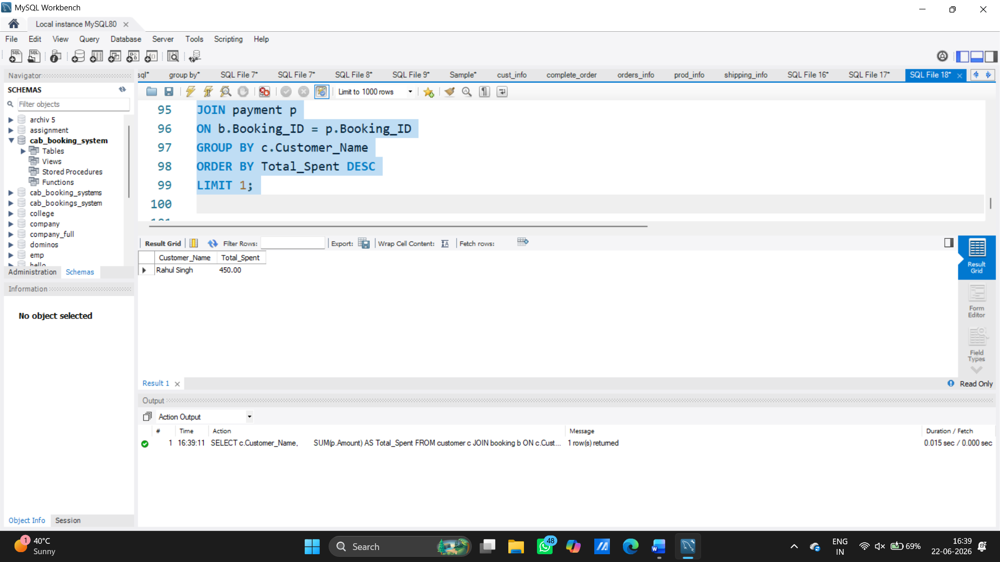 MySQL Workbench
Local instance MySQL80
File Edit View Query Database Server Tools Scripting Help
Navigator
sql* group by* SQL File 7* SQL File 7* SQL File 8* SQL File 9* Sample* cust_info complete_order orders_info prod_info shipping_info SQL File 16* SQL File 17* SQL File 18*
SCHEMAS
Limit to 1000 rows
Filter objects
archiv 5
assignment
cab_booking_system
Tables
Views
Stored Procedures
Functions
cab_booking_systems
cab_bookings_system
college
company
company_full
dominos
emp
hello
Administration Schemas
Information
No object selected
Object Info Session
95 JOIN payment p
96 ON b.Booking_ID = p.Booking_ID
97 GROUP BY c.Customer_Name
98 ORDER BY Total_Spent DESC
99 LIMIT 1;
100
101
Result Grid Filter Rows: Export: Wrap Cell Content: Fetch rows:
Customer_Name Total_Spent
Rahul Singh 450.00
Result Grid
Form Editor
Field Types
Result 1
Read Only
Output
Action Output
# Time Action Message Duration / Fetch
1 16:39:11 SELECT c.Customer_Name, SUM(p.Amount) AS Total_Spent FROM customer c JOIN booking b ON c.Cust... 1 row(s) returned 0.015 sec / 0.000 sec
1
40°C
Sunny
Search
48
ENG
IN
69%
16:39
22-06-2026